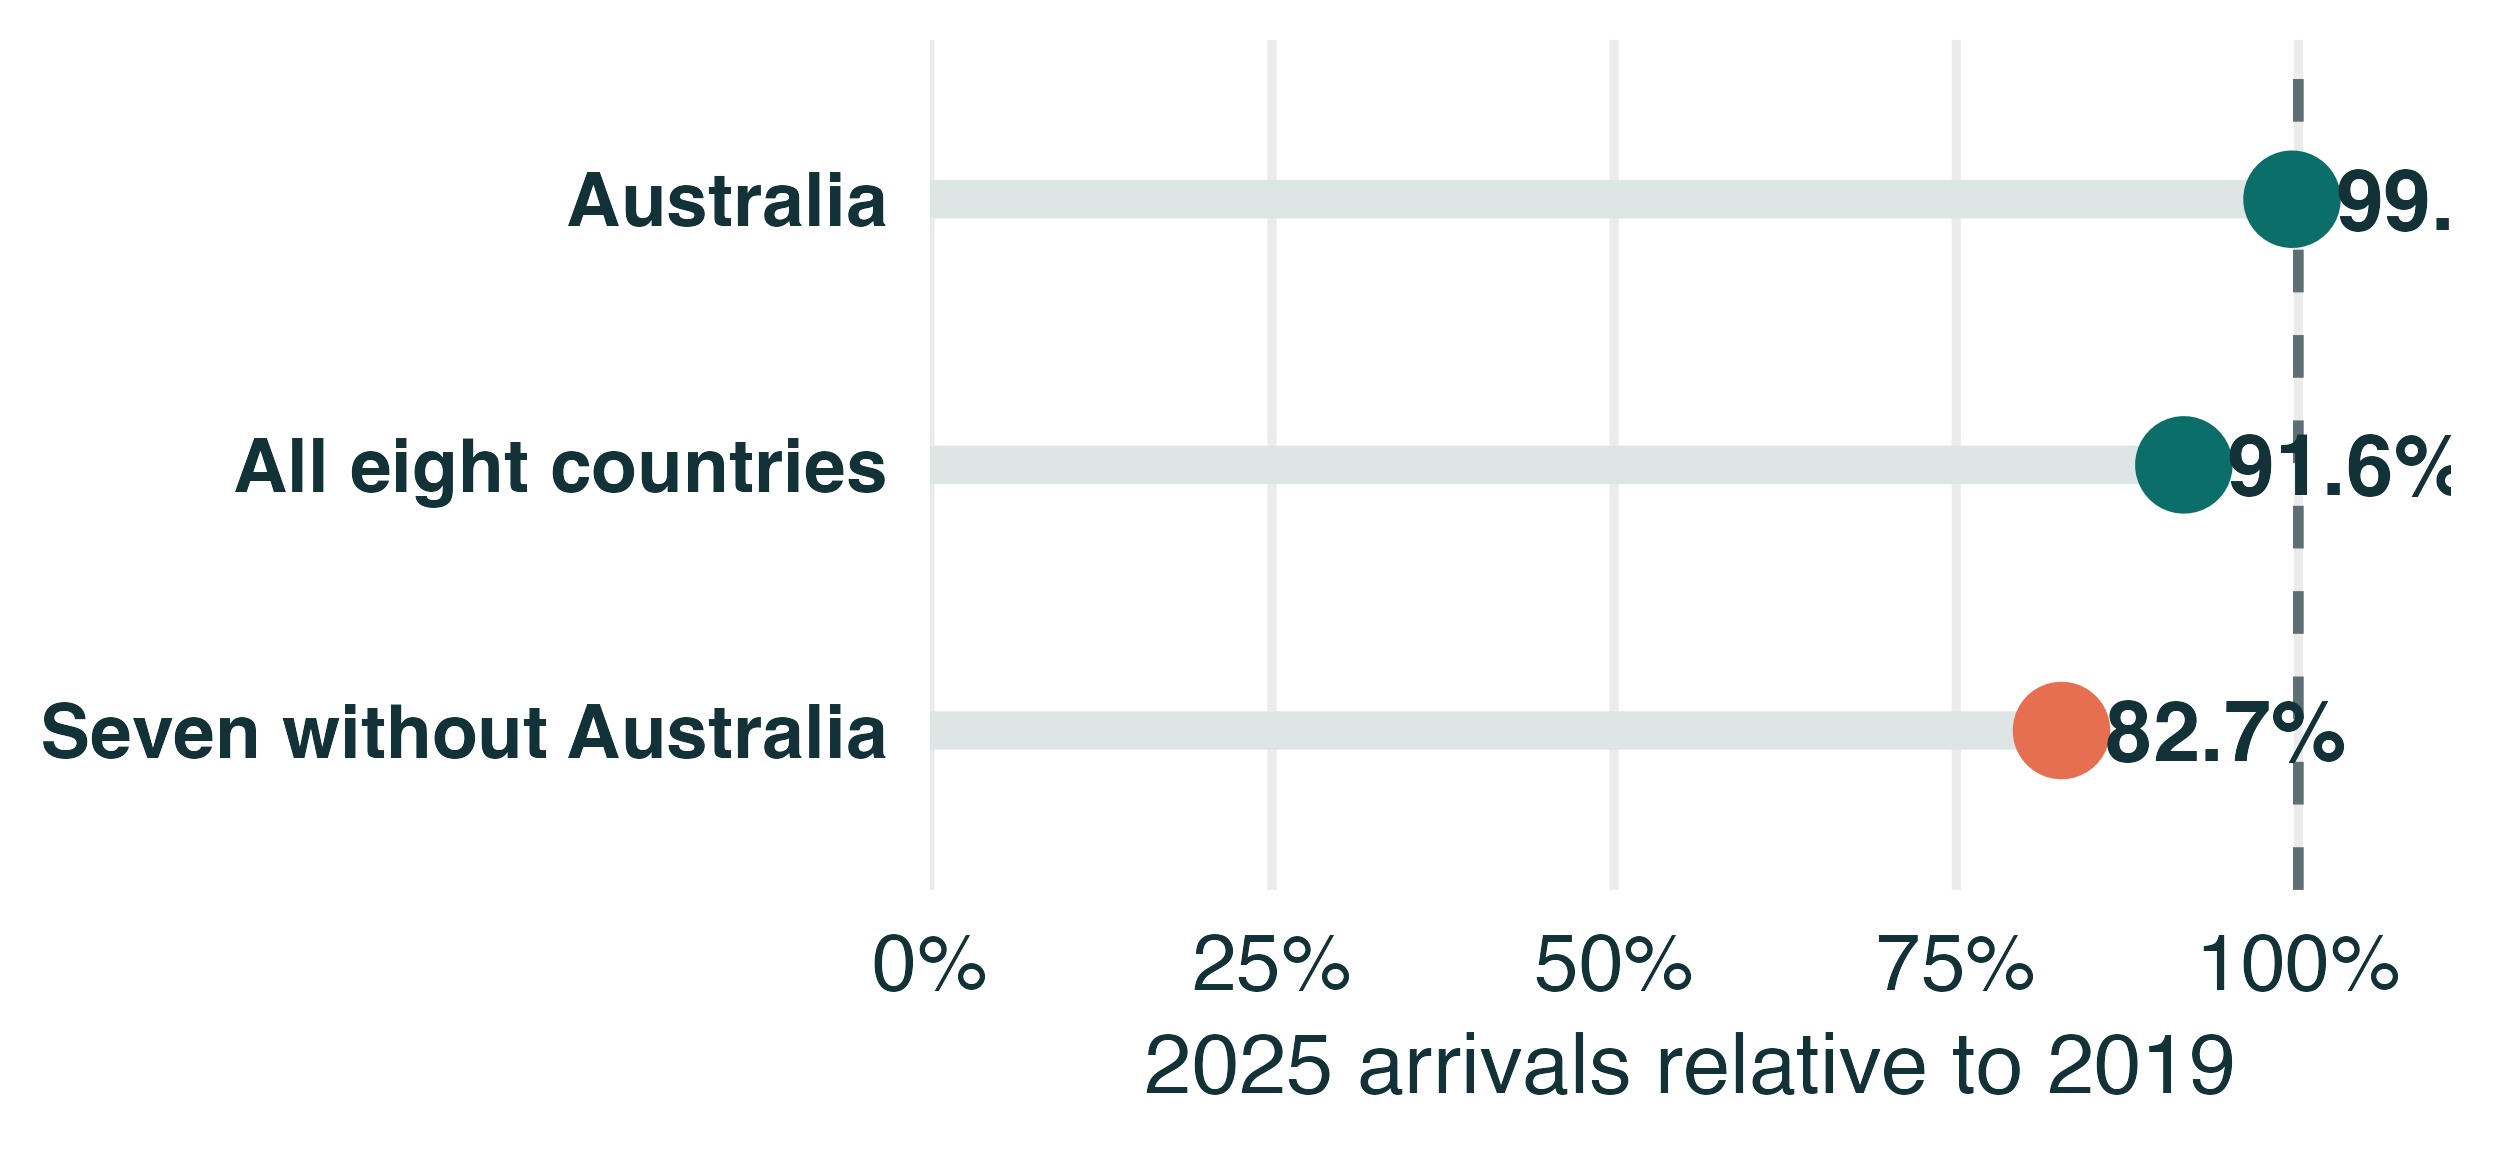 Australia 99.
All eight countries 91.6%
Seven without Australia 82.7%
0% 25% 50% 75% 100%
2025 arrivals relative to 2019